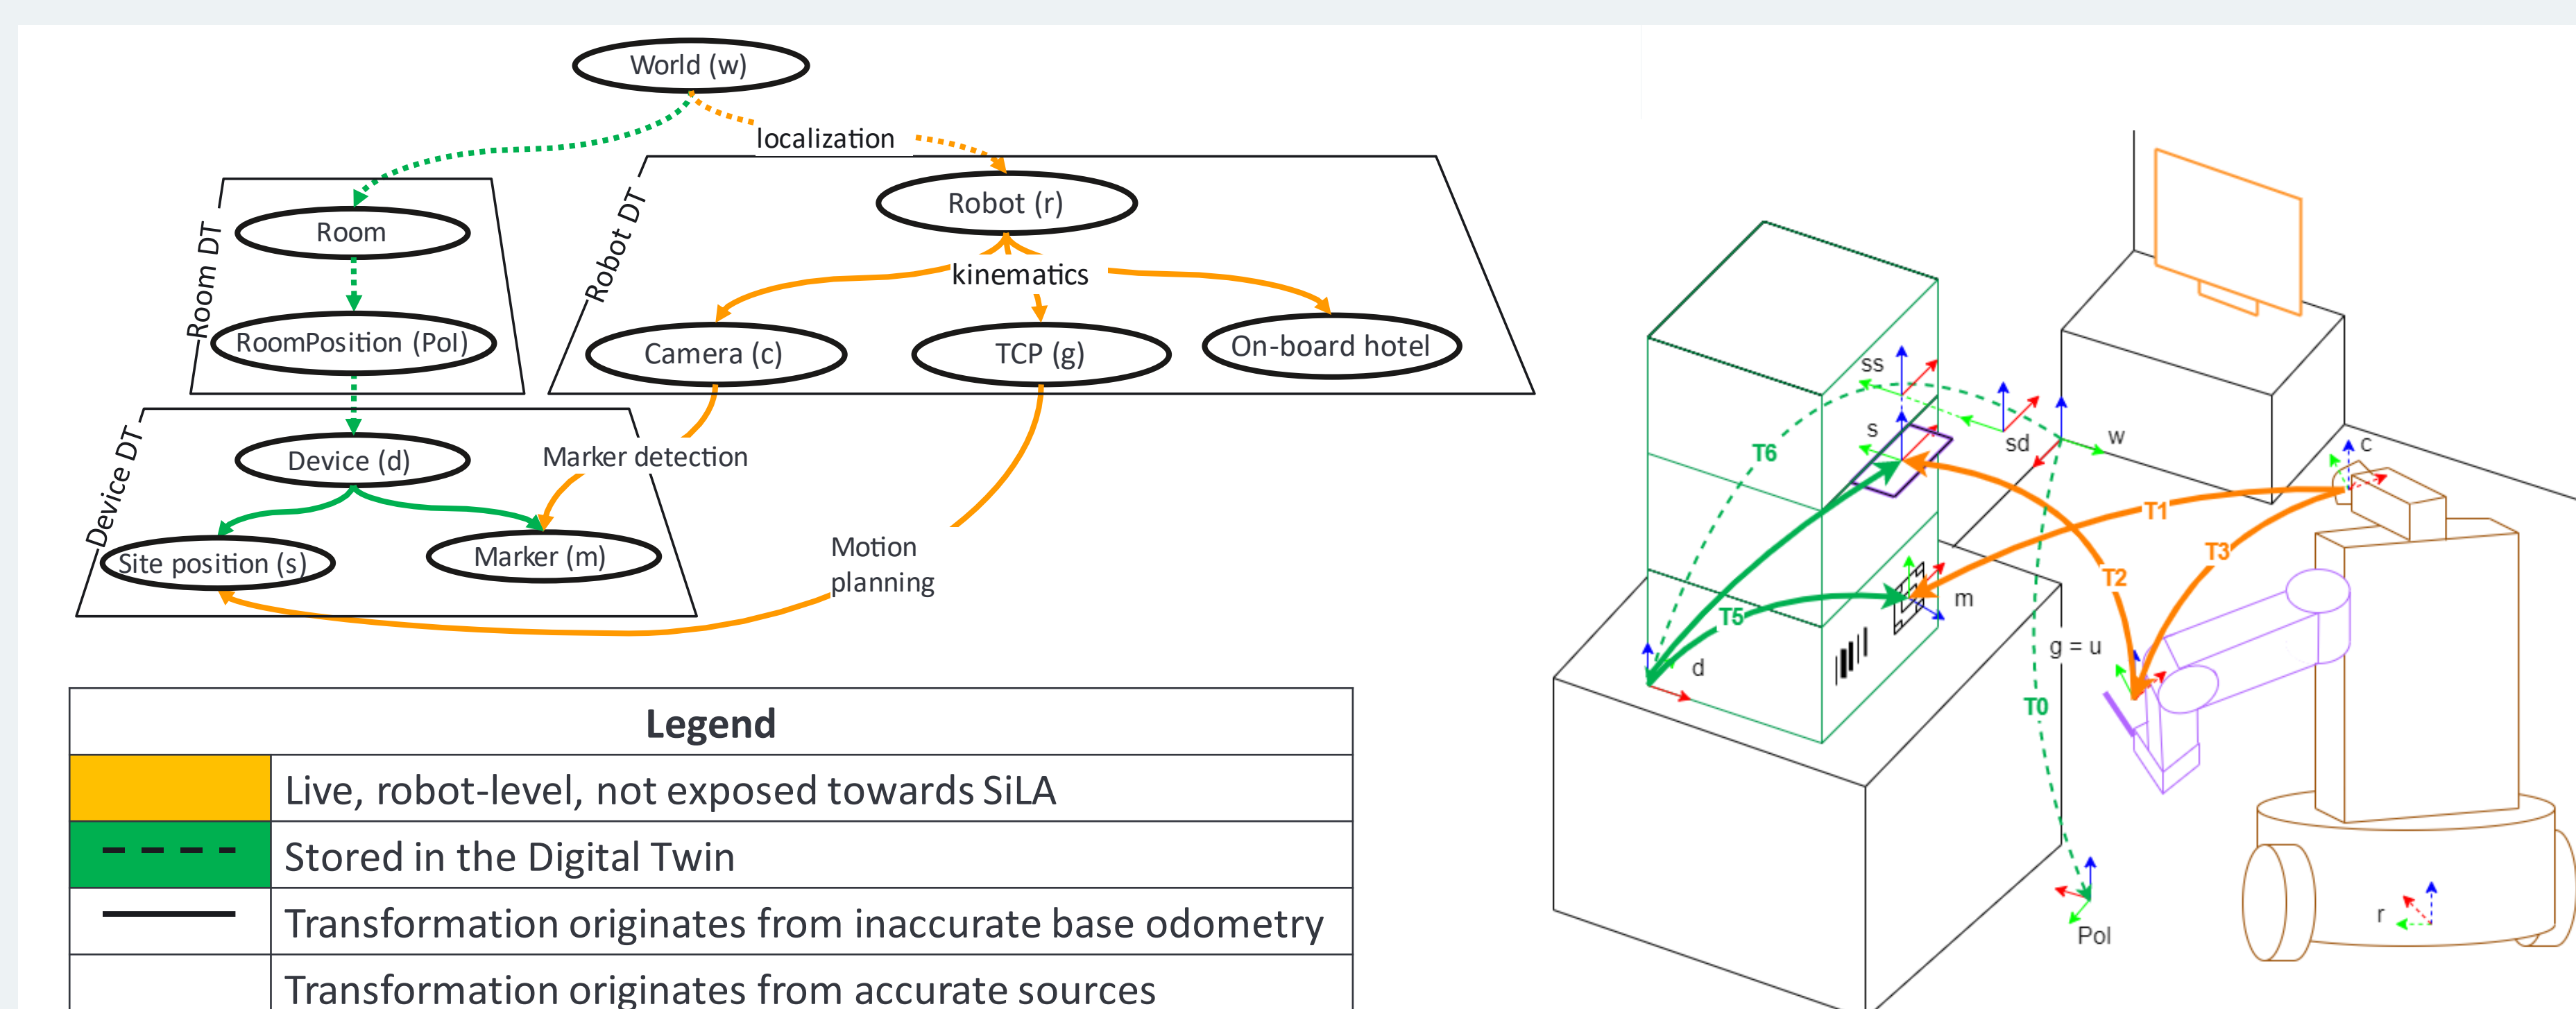 World (w)
localization
Room DT
Room
RoomPosition (PoI)
Robot DT
Robot (r)
kinematics
Camera (c)
TCP (g)
On-board hotel
Device DT
Device (d)
Marker detection
Site position (s)
Marker (m)
Motion
planning
Legend
Live, robot-level, not exposed towards SiLA
Stored in the Digital Twin
Transformation originates from inaccurate base odometry
Transformation originates from accurate sources
ss
s
sd
w
c
T6
T1
T3
T2
T5
m
d
g = u
T0
r
PoI